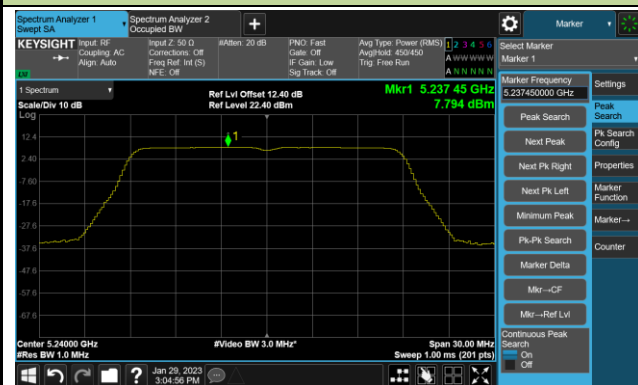 Spectrum Analyzer 1
Swept SA
Spectrum Analyzer 2
Occupied BW
+
Marker
KEYSIGHT
Input: RF
Coupling: AC
Align: Auto
Input Z: 50 Ω
Corrections: Off
Freq Ref: Int (S)
NFE: Off
#Atten: 20 dB
PNO: Fast
Gate: Off
IF Gain: Low
Sig Track: Off
Avg Type: Power (RMS)
Avg|Hold: 450/450
Trig: Free Run
1 2 3 4 5 6
A W W W W W
A N N N N N
Select Marker
Marker 1
1 Spectrum
Scale/Div 10 dB
Log
Ref Lvl Offset 12.40 dB
Ref Level 22.40 dBm
Mkr1 5.237 45 GHz
7.794 dBm
1
12.4
2.40
-7.60
-17.6
-27.6
-37.6
-47.6
-57.6
-67.6
Center 5.24000 GHz
#Res BW 1.0 MHz
#Video BW 3.0 MHz*
Span 30.00 MHz
Sweep 1.00 ms (201 pts)
Marker Frequency
5.237450000 GHz
Peak Search
Next Peak
Next Pk Right
Next Pk Left
Minimum Peak
Pk-Pk Search
Marker Delta
Mkr→CF
Mkr→Ref Lvl
Continuous Peak
Search
On
Off
Settings
Peak
Search
Pk Search
Config
Properties
Marker
Function
Marker→
Counter
?
Jan 29, 2023
3:04:56 PM